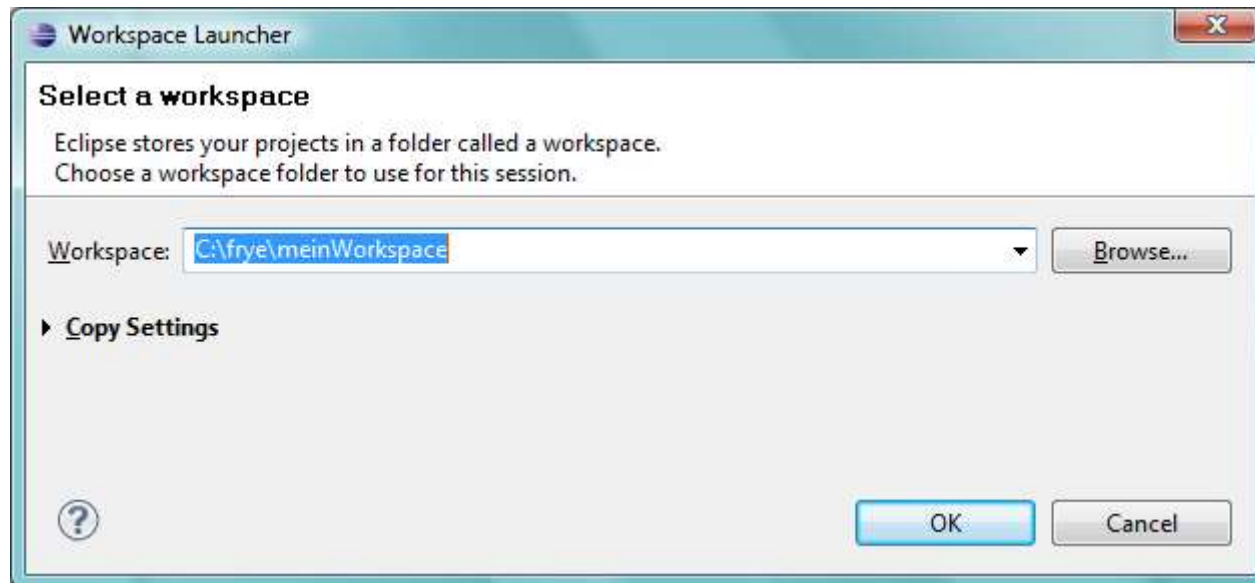 Workspace Launcher
Select a workspace
Eclipse stores your projects in a folder called a workspace.
Choose a workspace folder to use for this session.
Workspace: C:\frye\meinWorkspace Browse...
Copy Settings
? OK Cancel